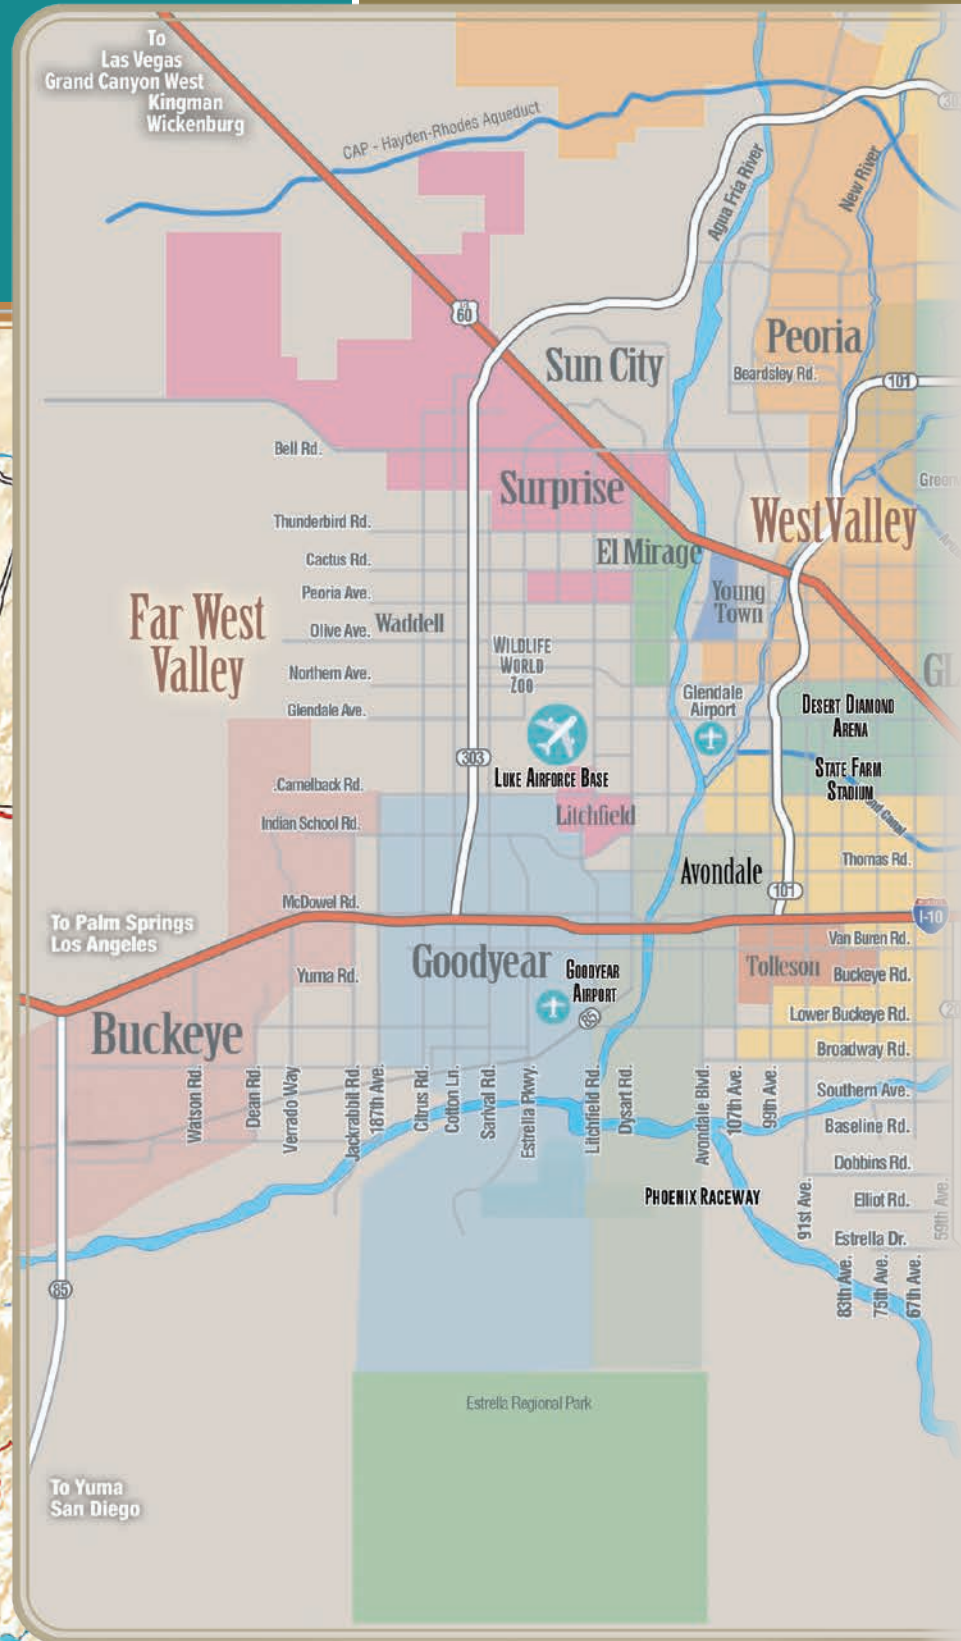 To
Las Vegas
Grand Canyon West
Kingman
Wickenburg
CAP - Hayden-Rhodes Aqueduct
Agua Fria River
New River
60
Sun City
Peoria
Beardsley Rd.
101
Bell Rd.
Surprise
West Valley
Thunderbird Rd.
El Mirage
Cactus Rd.
Peoria Ave.
Young
Town
Far West
Valley
Olive Ave.
Waddell
Wildlife
World
Zoo
Northern Ave.
Glendale Ave.
Glendale
Airport
Desert Diamond
Arena
303
Luke Airforce Base
State Farm
Stadium
.Camelback Rd.
Indian School Rd.
Litchfield
Canal
Thomas Rd.
Avondale
101
McDowel Rd.
I-10
To Palm Springs
Los Angeles
Van Buren Rd.
Goodyear
Goodyear
Airport
Tolleson
Buckeye Rd.
Yuma Rd.
85
Lower Buckeye Rd.
Buckeye
Broadway Rd.
Watson Rd.
Dean Rd.
Verrado Way
Jackrabbil Rd.
187th Ave.
Citrus Rd.
Cotton Ln.
Sarival Rd.
Estrella Pkwy.
Litchfield Rd.
Dysart Rd.
Avondale Blvd.
107th Ave.
99th Ave.
Southern Ave.
Baseline Rd.
Dobbins Rd.
Phoenix Raceway
91st Ave.
Elliot Rd.
59th Ave.
Estrella Dr.
83th Ave.
75th Ave.
67th Ave.
85
Estrella Regional Park
To Yuma
San Diego